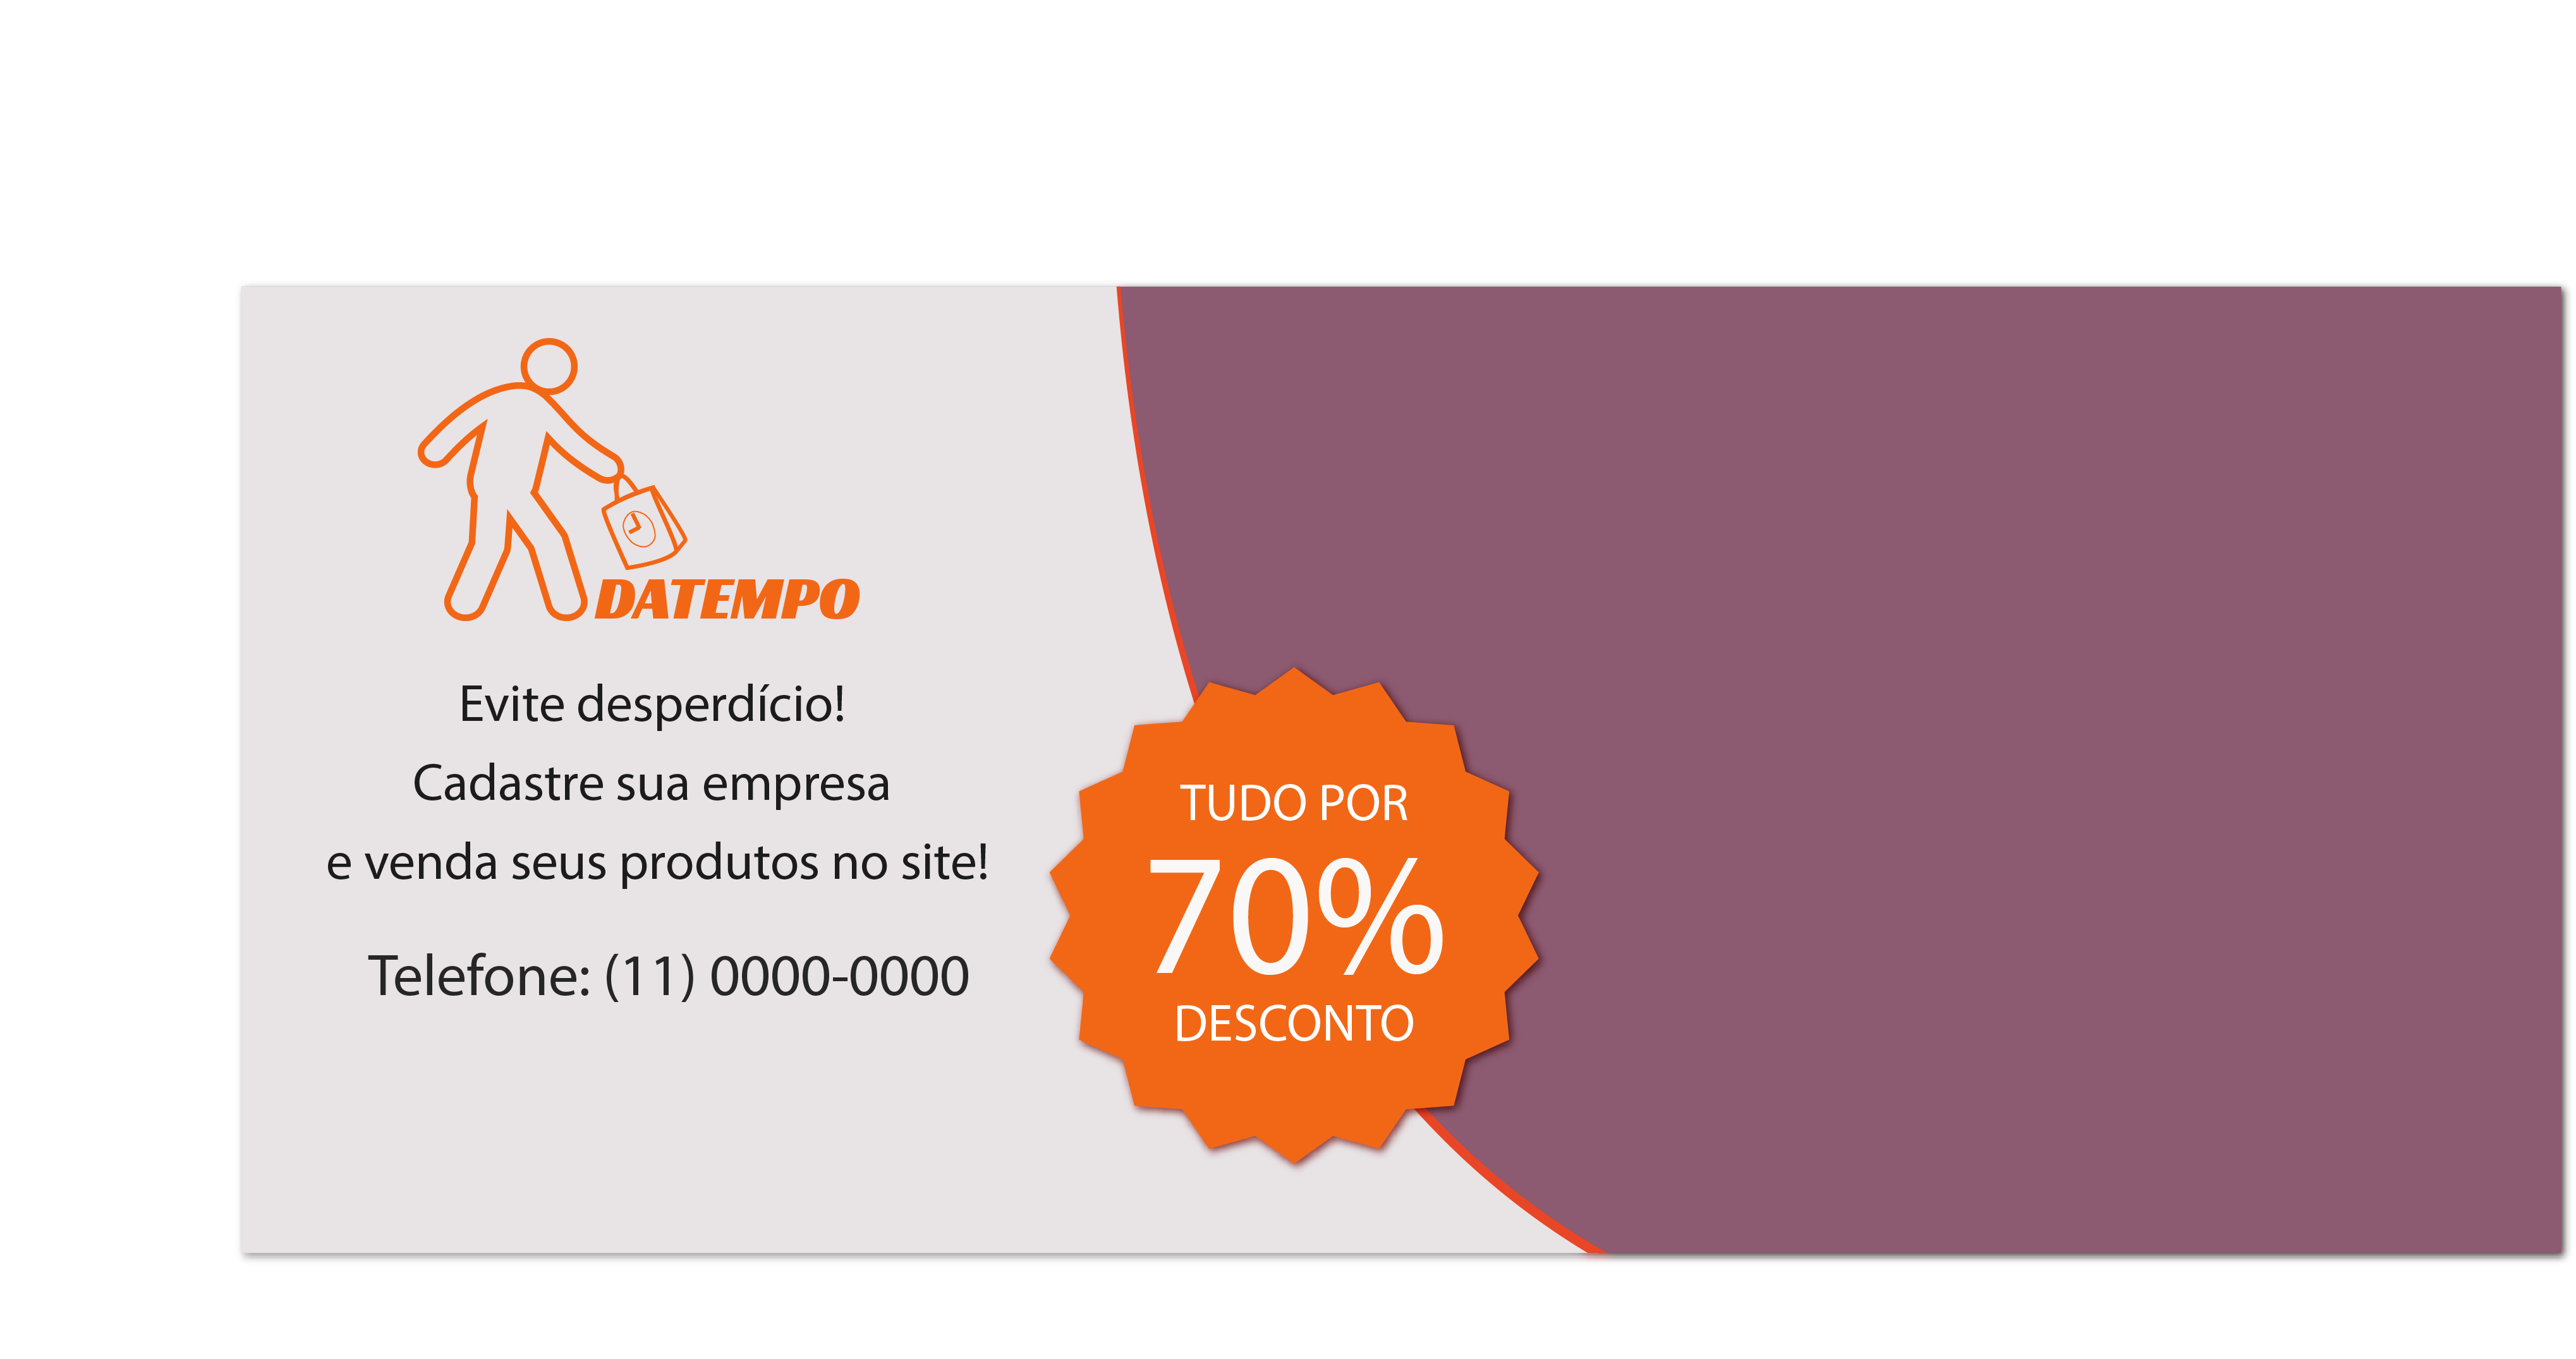 DATEMPO
Evite desperdício!
Cadastre sua empresa
e venda seus produtos no site!
Telefone: (11) 0000-0000
TUDO POR
70%
DESCONTO